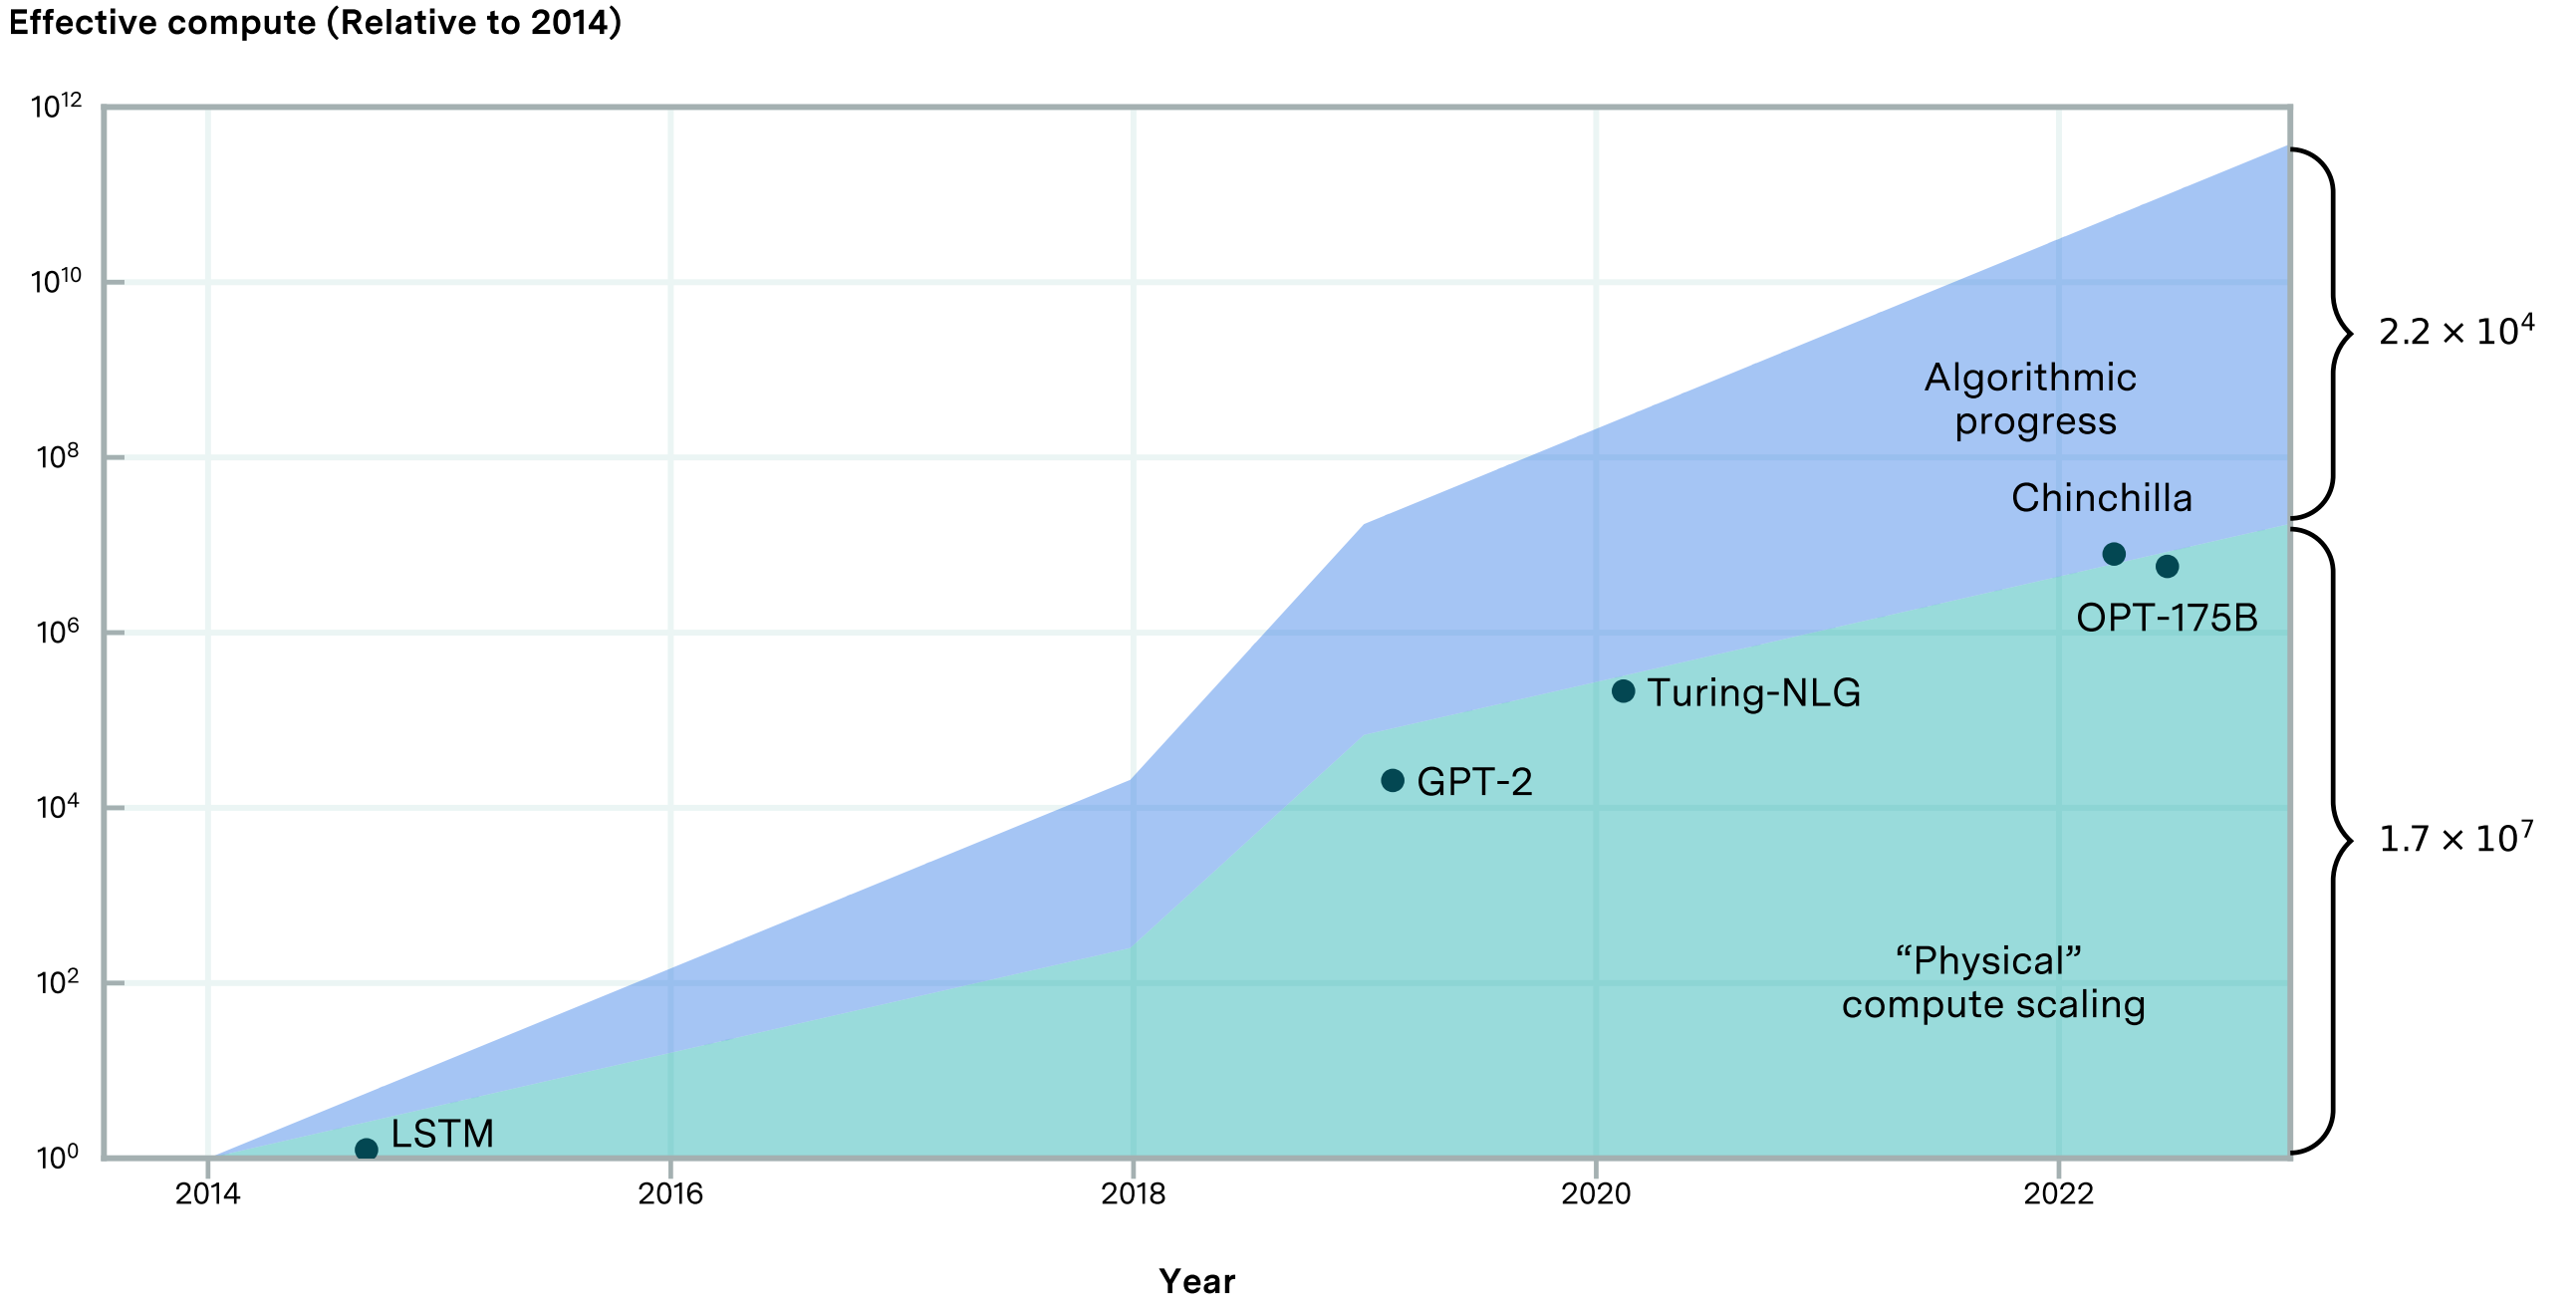 Effective compute (Relative to 2014)
10¹²
10¹⁰
10⁸
10⁶
10⁴
10²
10⁰
Algorithmic
progress
Chinchilla
OPT-175B
Turing-NLG
GPT-2
“Physical”
compute scaling
LSTM
2.2 × 10⁴
1.7 × 10⁷
2014 2016 2018 2020 2022
Year